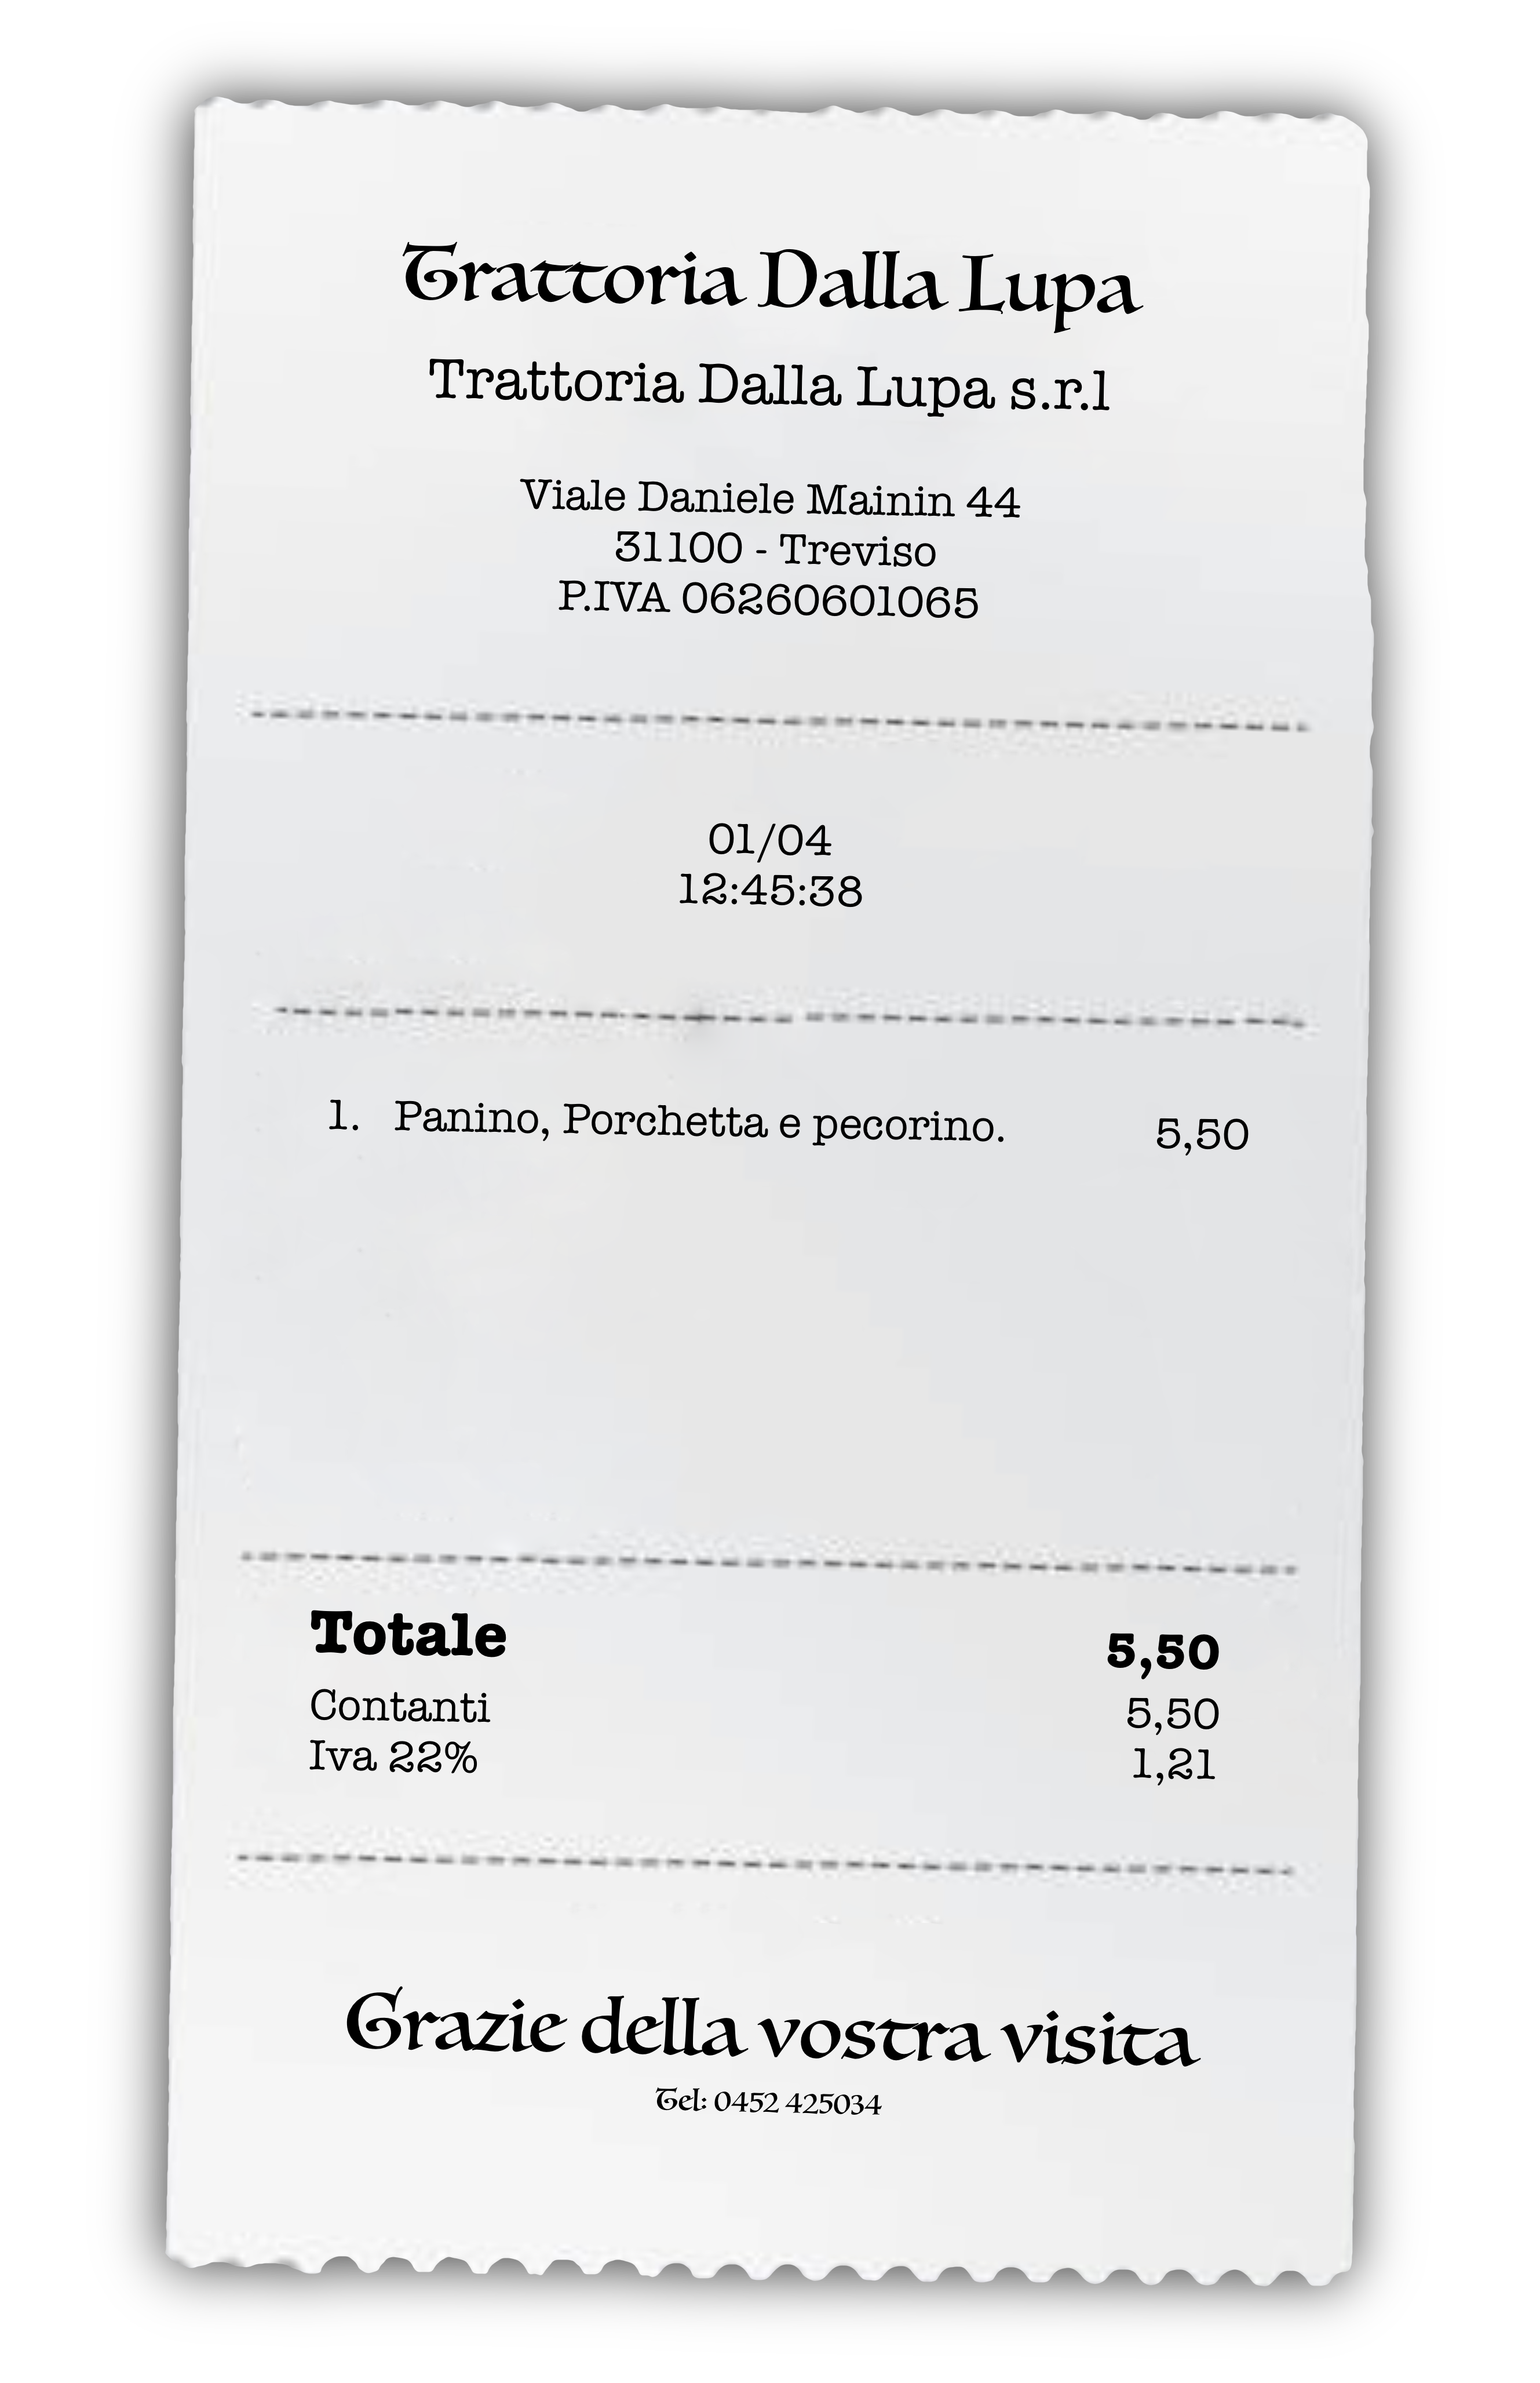 Trattoria Dalla Lupa
Trattoria Dalla Lupa s.r.l
Viale Daniele Mainin 44
31100 - Treviso
P.IVA 06260601065
01/04
12:45:38
1. Panino, Porchetta e pecorino. 5,50
Totale 5,50
Contanti 5,50
Iva 22% 1,21
Grazie della vostra visita
Tel: 0452 425034